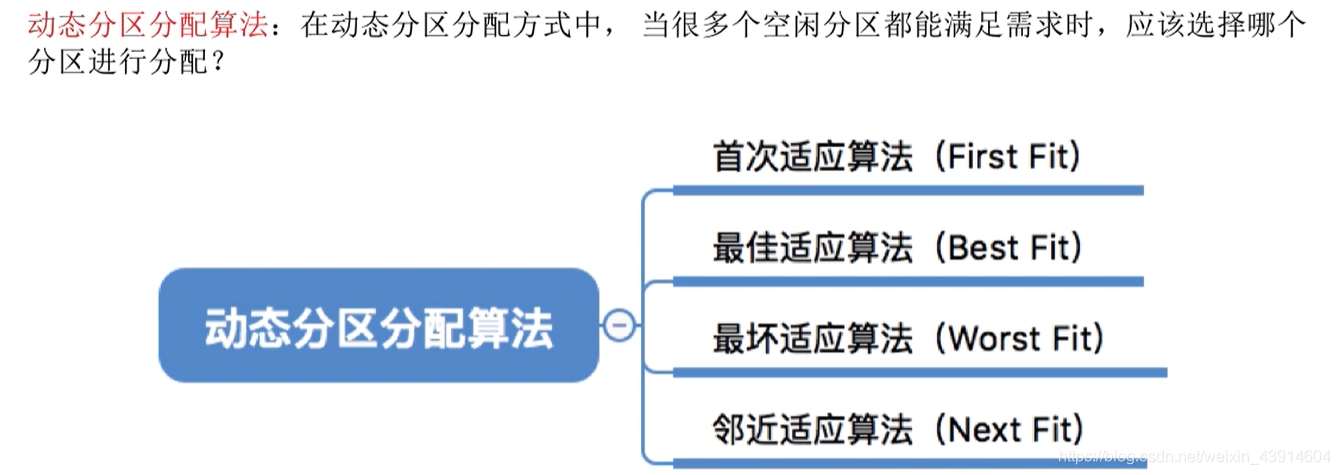 动态分区分配算法：在动态分区分配方式中， 当很多个空闲分区都能满足需求时，应该选择哪个
分区进行分配？
首次适应算法（First Fit）
最佳适应算法（Best Fit）
动态分区分配算法
最坏适应算法（Worst Fit）
邻近适应算法（Next Fit）
https://blog.csdn.net/weixin_43914604